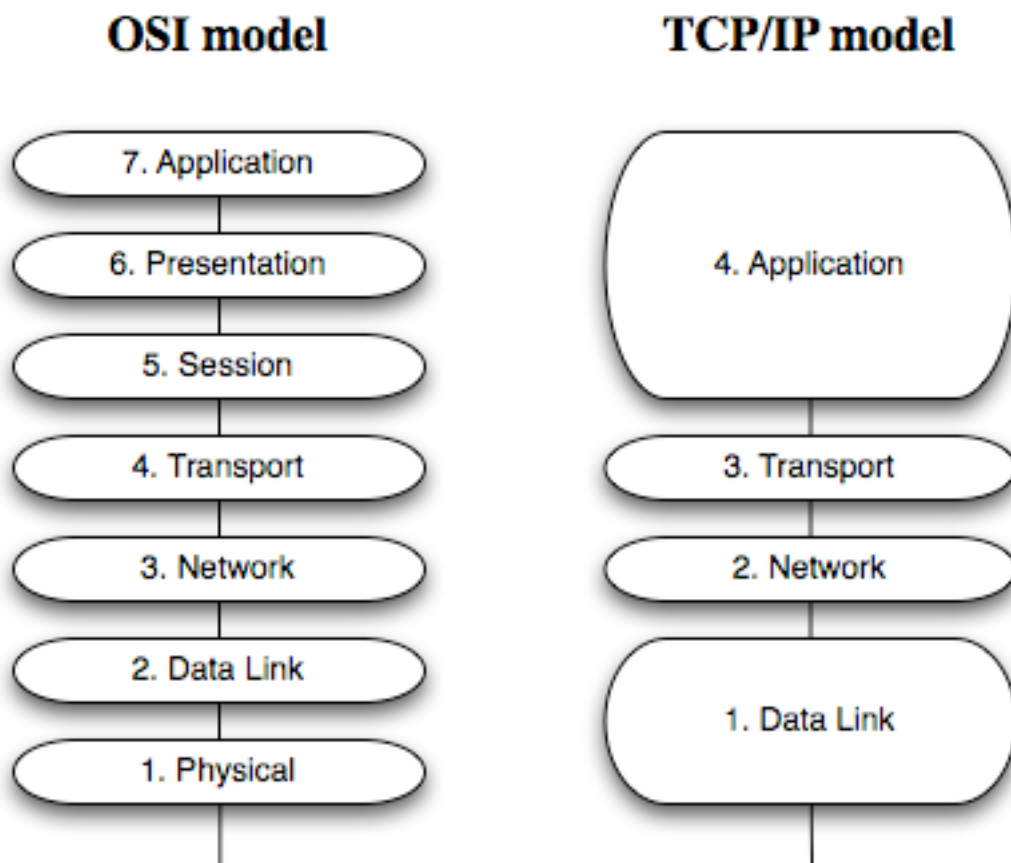 OSI model
7. Application
6. Presentation
5. Session
4. Transport
3. Network
2. Data Link
1. Physical
TCP/IP model
4. Application
3. Transport
2. Network
1. Data Link